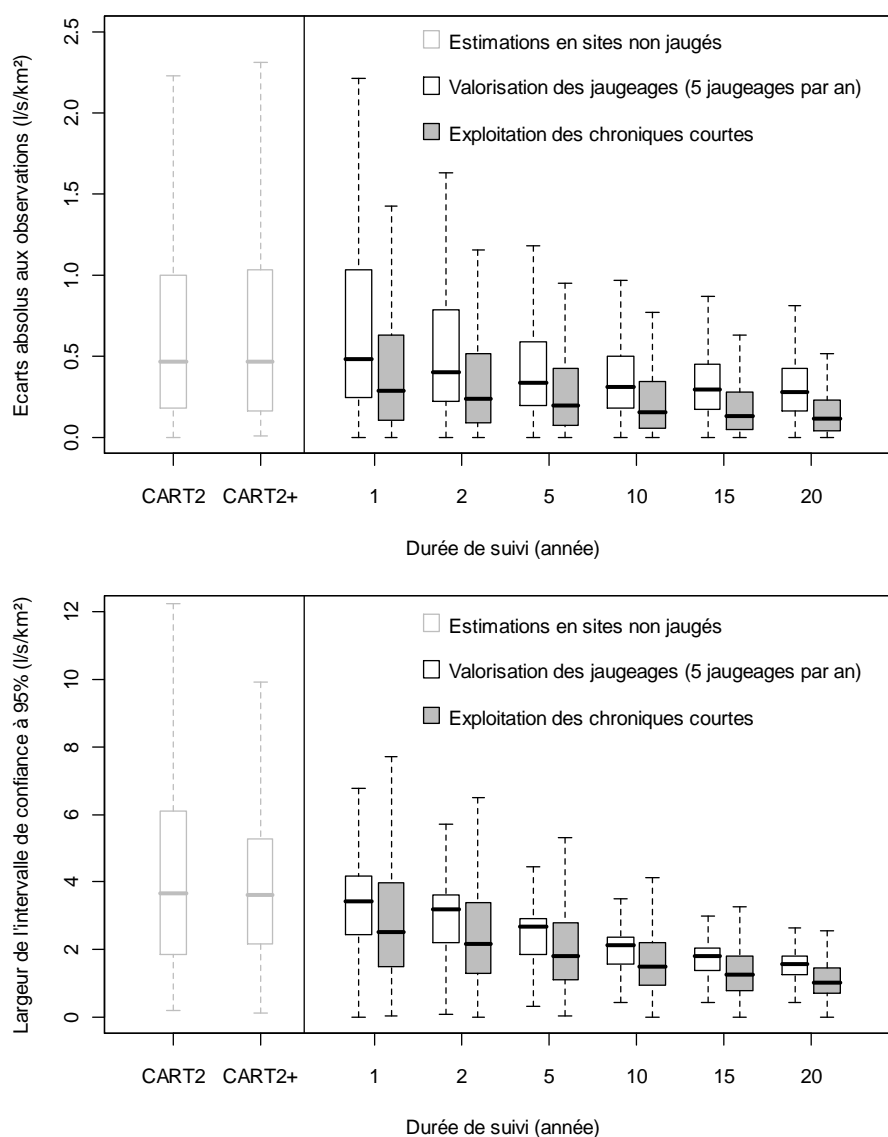 Ecarts absolus aux observations (l/s/km²)
2.5
2.0
1.5
1.0
0.5
0.0
Estimations en sites non jaugés
Valorisation des jaugeages (5 jaugeages par an)
Exploitation des chroniques courtes
CART2 CART2+ 1 2 5 10 15 20
Durée de suivi (année)
Largeur de l'intervalle de confiance à 95% (l/s/km²)
12
10
8
6
4
2
0
Estimations en sites non jaugés
Valorisation des jaugeages (5 jaugeages par an)
Exploitation des chroniques courtes
CART2 CART2+ 1 2 5 10 15 20
Durée de suivi (année)